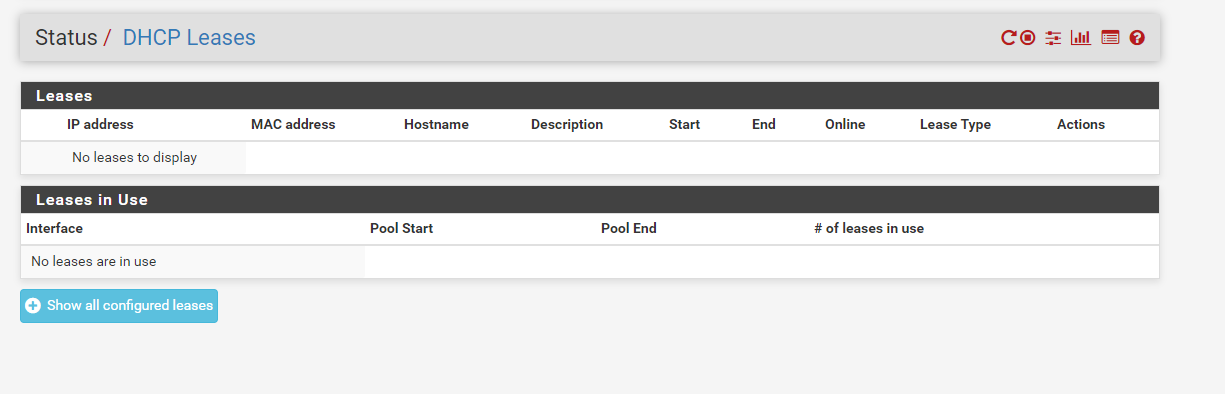 Status / DHCP Leases
Leases
IP address MAC address Hostname Description Start End Online Lease Type Actions
No leases to display
Leases in Use
Interface Pool Start Pool End # of leases in use
No leases are in use
Show all configured leases